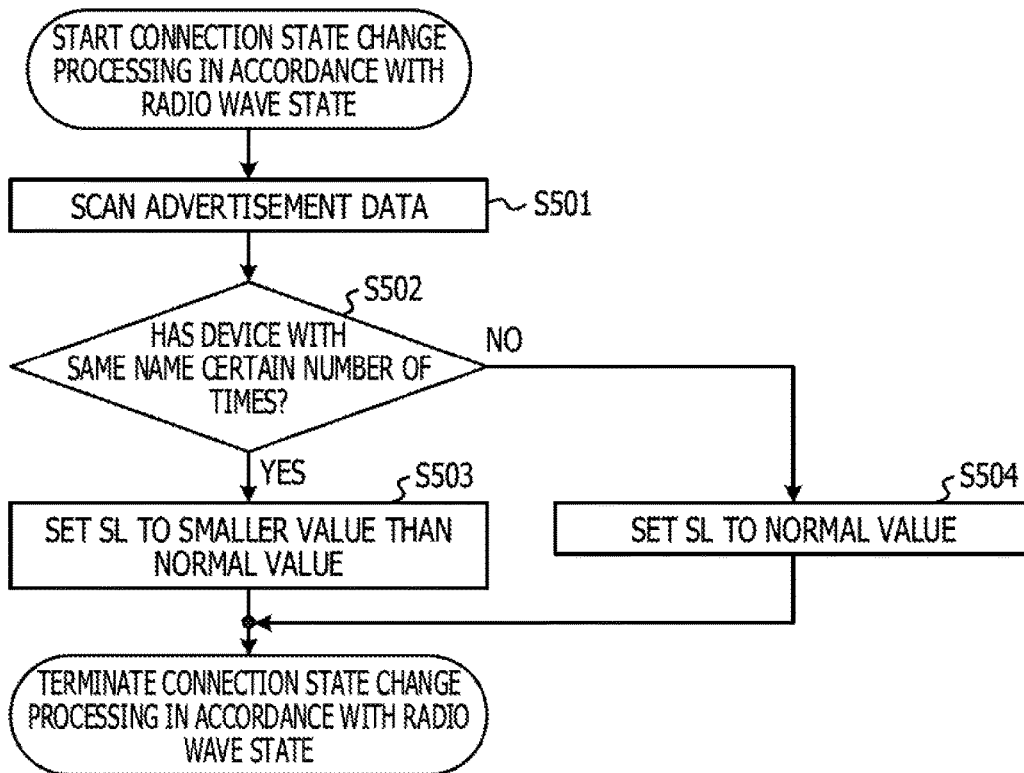 START CONNECTION STATE CHANGE
PROCESSING IN ACCORDANCE WITH
RADIO WAVE STATE
SCAN ADVERTISEMENT DATA
S501
S502
HAS DEVICE WITH
SAME NAME CERTAIN NUMBER OF
TIMES?
NO
YES
S503
S504
SET SL TO SMALLER VALUE THAN
NORMAL VALUE
SET SL TO NORMAL VALUE
TERMINATE CONNECTION STATE CHANGE
PROCESSING IN ACCORDANCE WITH RADIO
WAVE STATE